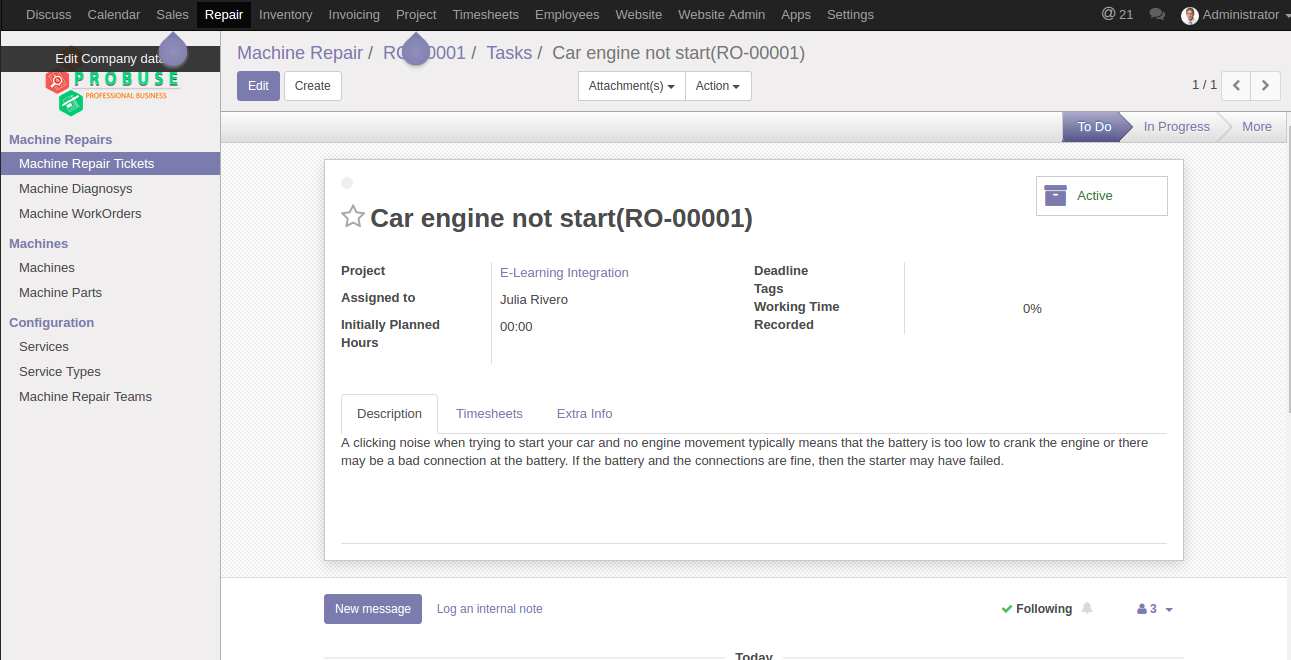 Discuss Calendar Sales Repair Inventory Invoicing Project Timesheets Employees Website Website Admin Apps Settings @ 21 Administrator
Edit Company data
PROBUSE
PROFESSIONAL BUSINESS
Machine Repairs
Machine Repair Tickets
Machine Diagnosys
Machine WorkOrders
Machines
Machines
Machine Parts
Configuration
Services
Service Types
Machine Repair Teams
Machine Repair / / Tasks / Car engine not start(RO-00001)
Edit Create Attachment(s) Action 1 / 1
To Do In Progress More
Active
Car engine not start(RO-00001)
Project E-Learning Integration
Assigned to Julia Rivero
Initially Planned Hours 00:00
Deadline
Tags
Working Time Recorded 0%
Description Timesheets Extra Info
A clicking noise when trying to start your car and no engine movement typically means that the battery is too low to crank the engine or there
may be a bad connection at the battery. If the battery and the connections are fine, then the starter may have failed.
New message Log an internal note Following 3
Today